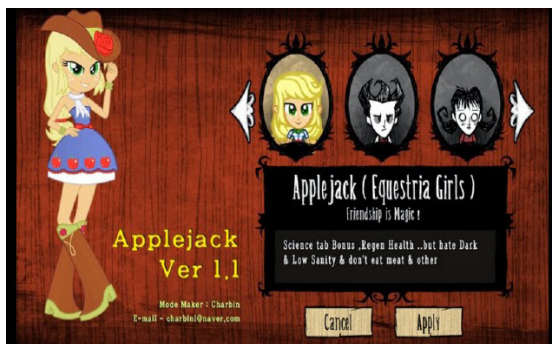 Applejack ( Equestria Girls )
Friendship is Magic !
Science tab Bonus ,Regen Health ..but hate Dark
& Low Sanity & don't eat meat & other
Applejack
Ver 1.1
Mode Maker : Charbin
E-mail - charbin1@naver.com
Cancel
Apply